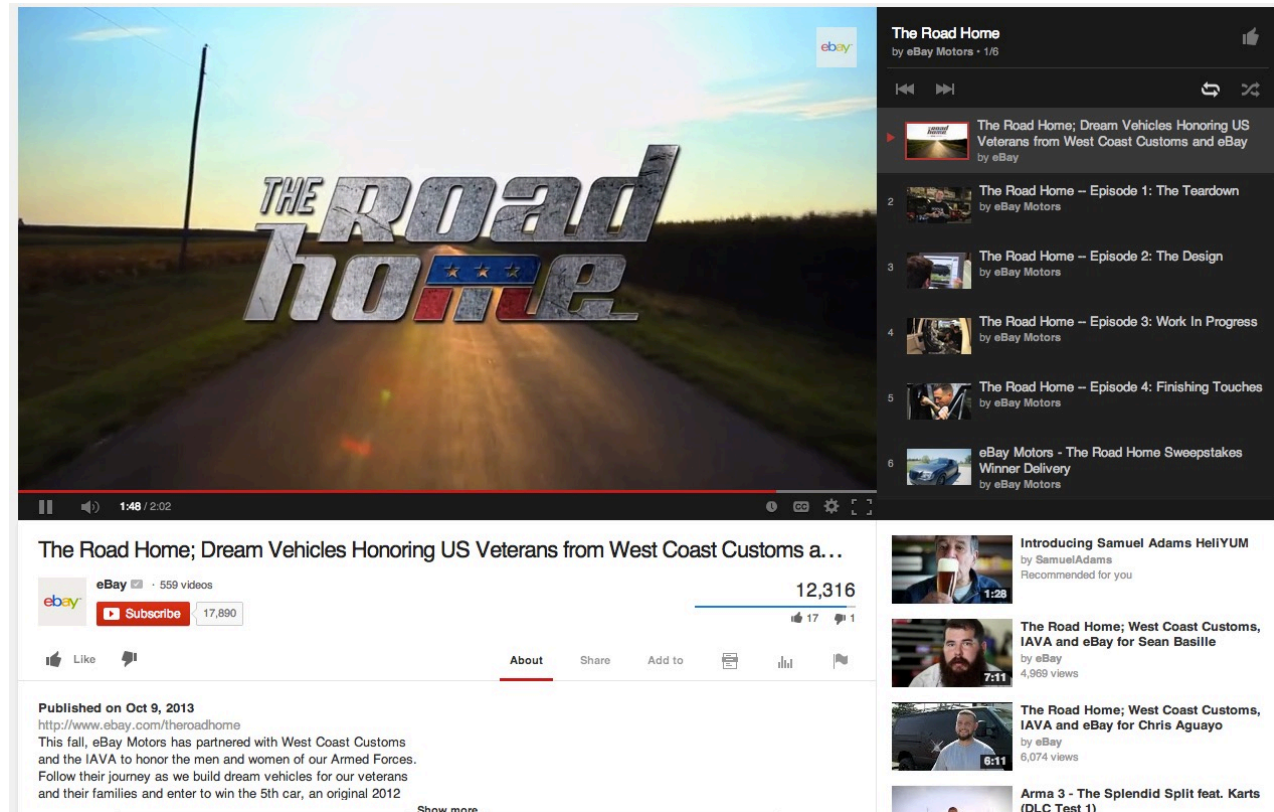 ebay
THE ROAD
home
1:48 / 2:02
CC
The Road Home
by eBay Motors • 1/6
The Road Home; Dream Vehicles Honoring US
Veterans from West Coast Customs and eBay
by eBay
2
The Road Home -- Episode 1: The Teardown
by eBay Motors
3
The Road Home -- Episode 2: The Design
by eBay Motors
4
The Road Home -- Episode 3: Work In Progress
by eBay Motors
5
The Road Home -- Episode 4: Finishing Touches
by eBay Motors
6
eBay Motors - The Road Home Sweepstakes
Winner Delivery
by eBay Motors
The Road Home; Dream Vehicles Honoring US Veterans from West Coast Customs a...
ebay
eBay · 559 videos
Subscribe 17,890
12,316
17 1
Like
About Share Add to
Published on Oct 9, 2013
http://www.ebay.com/theroadhome
This fall, eBay Motors has partnered with West Coast Customs
and the IAVA to honor the men and women of our Armed Forces.
Follow their journey as we build dream vehicles for our veterans
and their families and enter to win the 5th car, an original 2012
Show more
Introducing Samuel Adams HeliYUM
by SamuelAdams
Recommended for you
1:28
The Road Home; West Coast Customs,
IAVA and eBay for Sean Basille
by eBay
4,969 views
7:11
The Road Home; West Coast Customs,
IAVA and eBay for Chris Aguayo
by eBay
6,074 views
6:11
Arma 3 - The Splendid Split feat. Karts
(DLC Test 1)